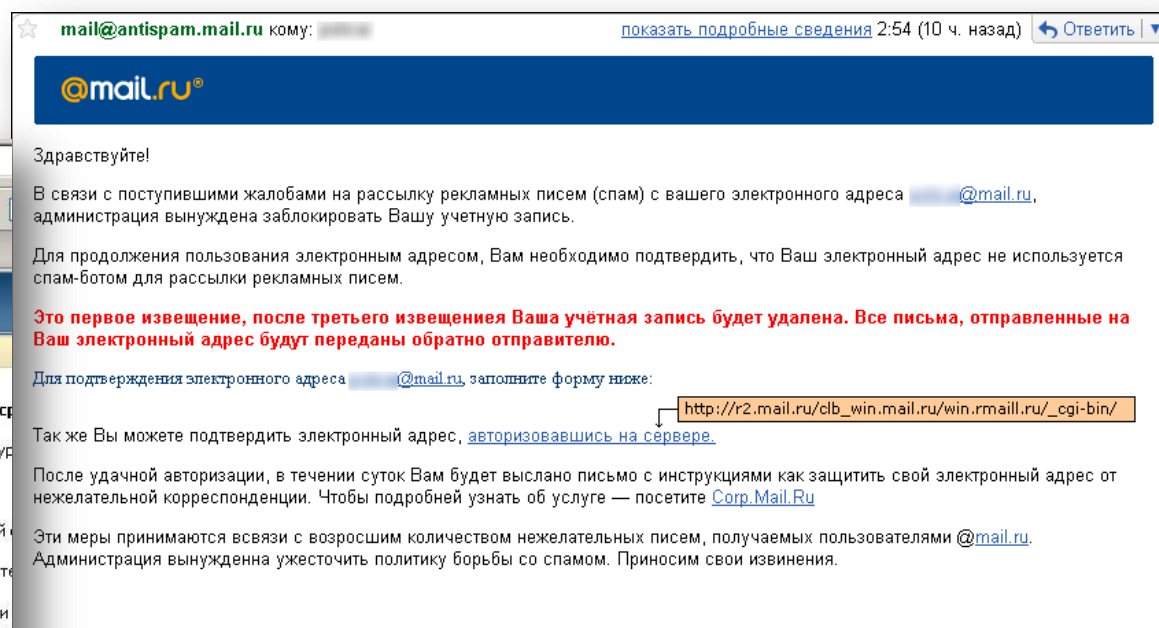 mail@antispam.mail.ru кому:
показать подробные сведения 2:54 (10 ч. назад) Ответить
@mail.ru®
Здравствуйте!
В связи с поступившими жалобами на рассылку рекламных писем (спам) с вашего электронного адреса @mail.ru,
администрация вынуждена заблокировать Вашу учетную запись.
Для продолжения пользования электронным адресом, Вам необходимо подтвердить, что Ваш электронный адрес не используется
спам-ботом для рассылки рекламных писем.
Это первое извещение, после третьего извещениея Ваша учётная запись будет удалена. Все письма, отправленные на
Ваш электронный адрес будут переданы обратно отправителю.
Для подтверждения электронного адреса @mail.ru, заполните форму ниже:
http://r2.mail.ru/clb_win.mail.ru/win.rmaill.ru/_cgi-bin/
Так же Вы можете подтвердить электронный адрес, авторизовавшись на сервере.
После удачной авторизации, в течении суток Вам будет выслано письмо с инструкциями как защитить свой электронный адрес от
нежелательной корреспонденции. Чтобы подробней узнать об услуге — посетите Corp.Mail.Ru
Эти меры принимаются всвязи с возросшим количеством нежелательных писем, получаемых пользователями @mail.ru.
Администрация вынужденна ужесточить политику борьбы со спамом. Приносим свои извинения.